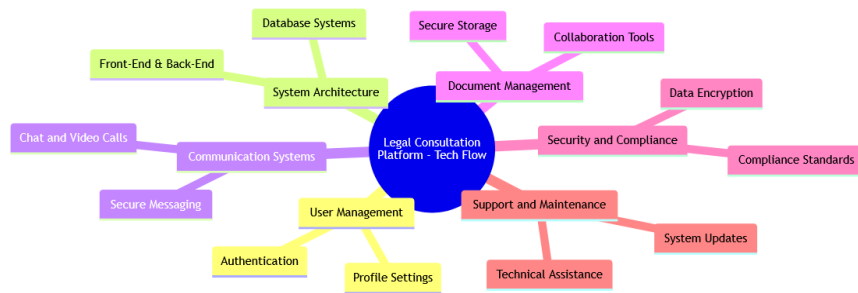 Database Systems
Secure Storage
Collaboration Tools
Front-End & Back-End
System Architecture
Document Management
Data Encryption
Chat and Video Calls
Communication Systems
Legal Consultation
Platform - Tech Flow
Security and Compliance
Compliance Standards
Secure Messaging
User Management
Support and Maintenance
System Updates
Authentication
Profile Settings
Technical Assistance